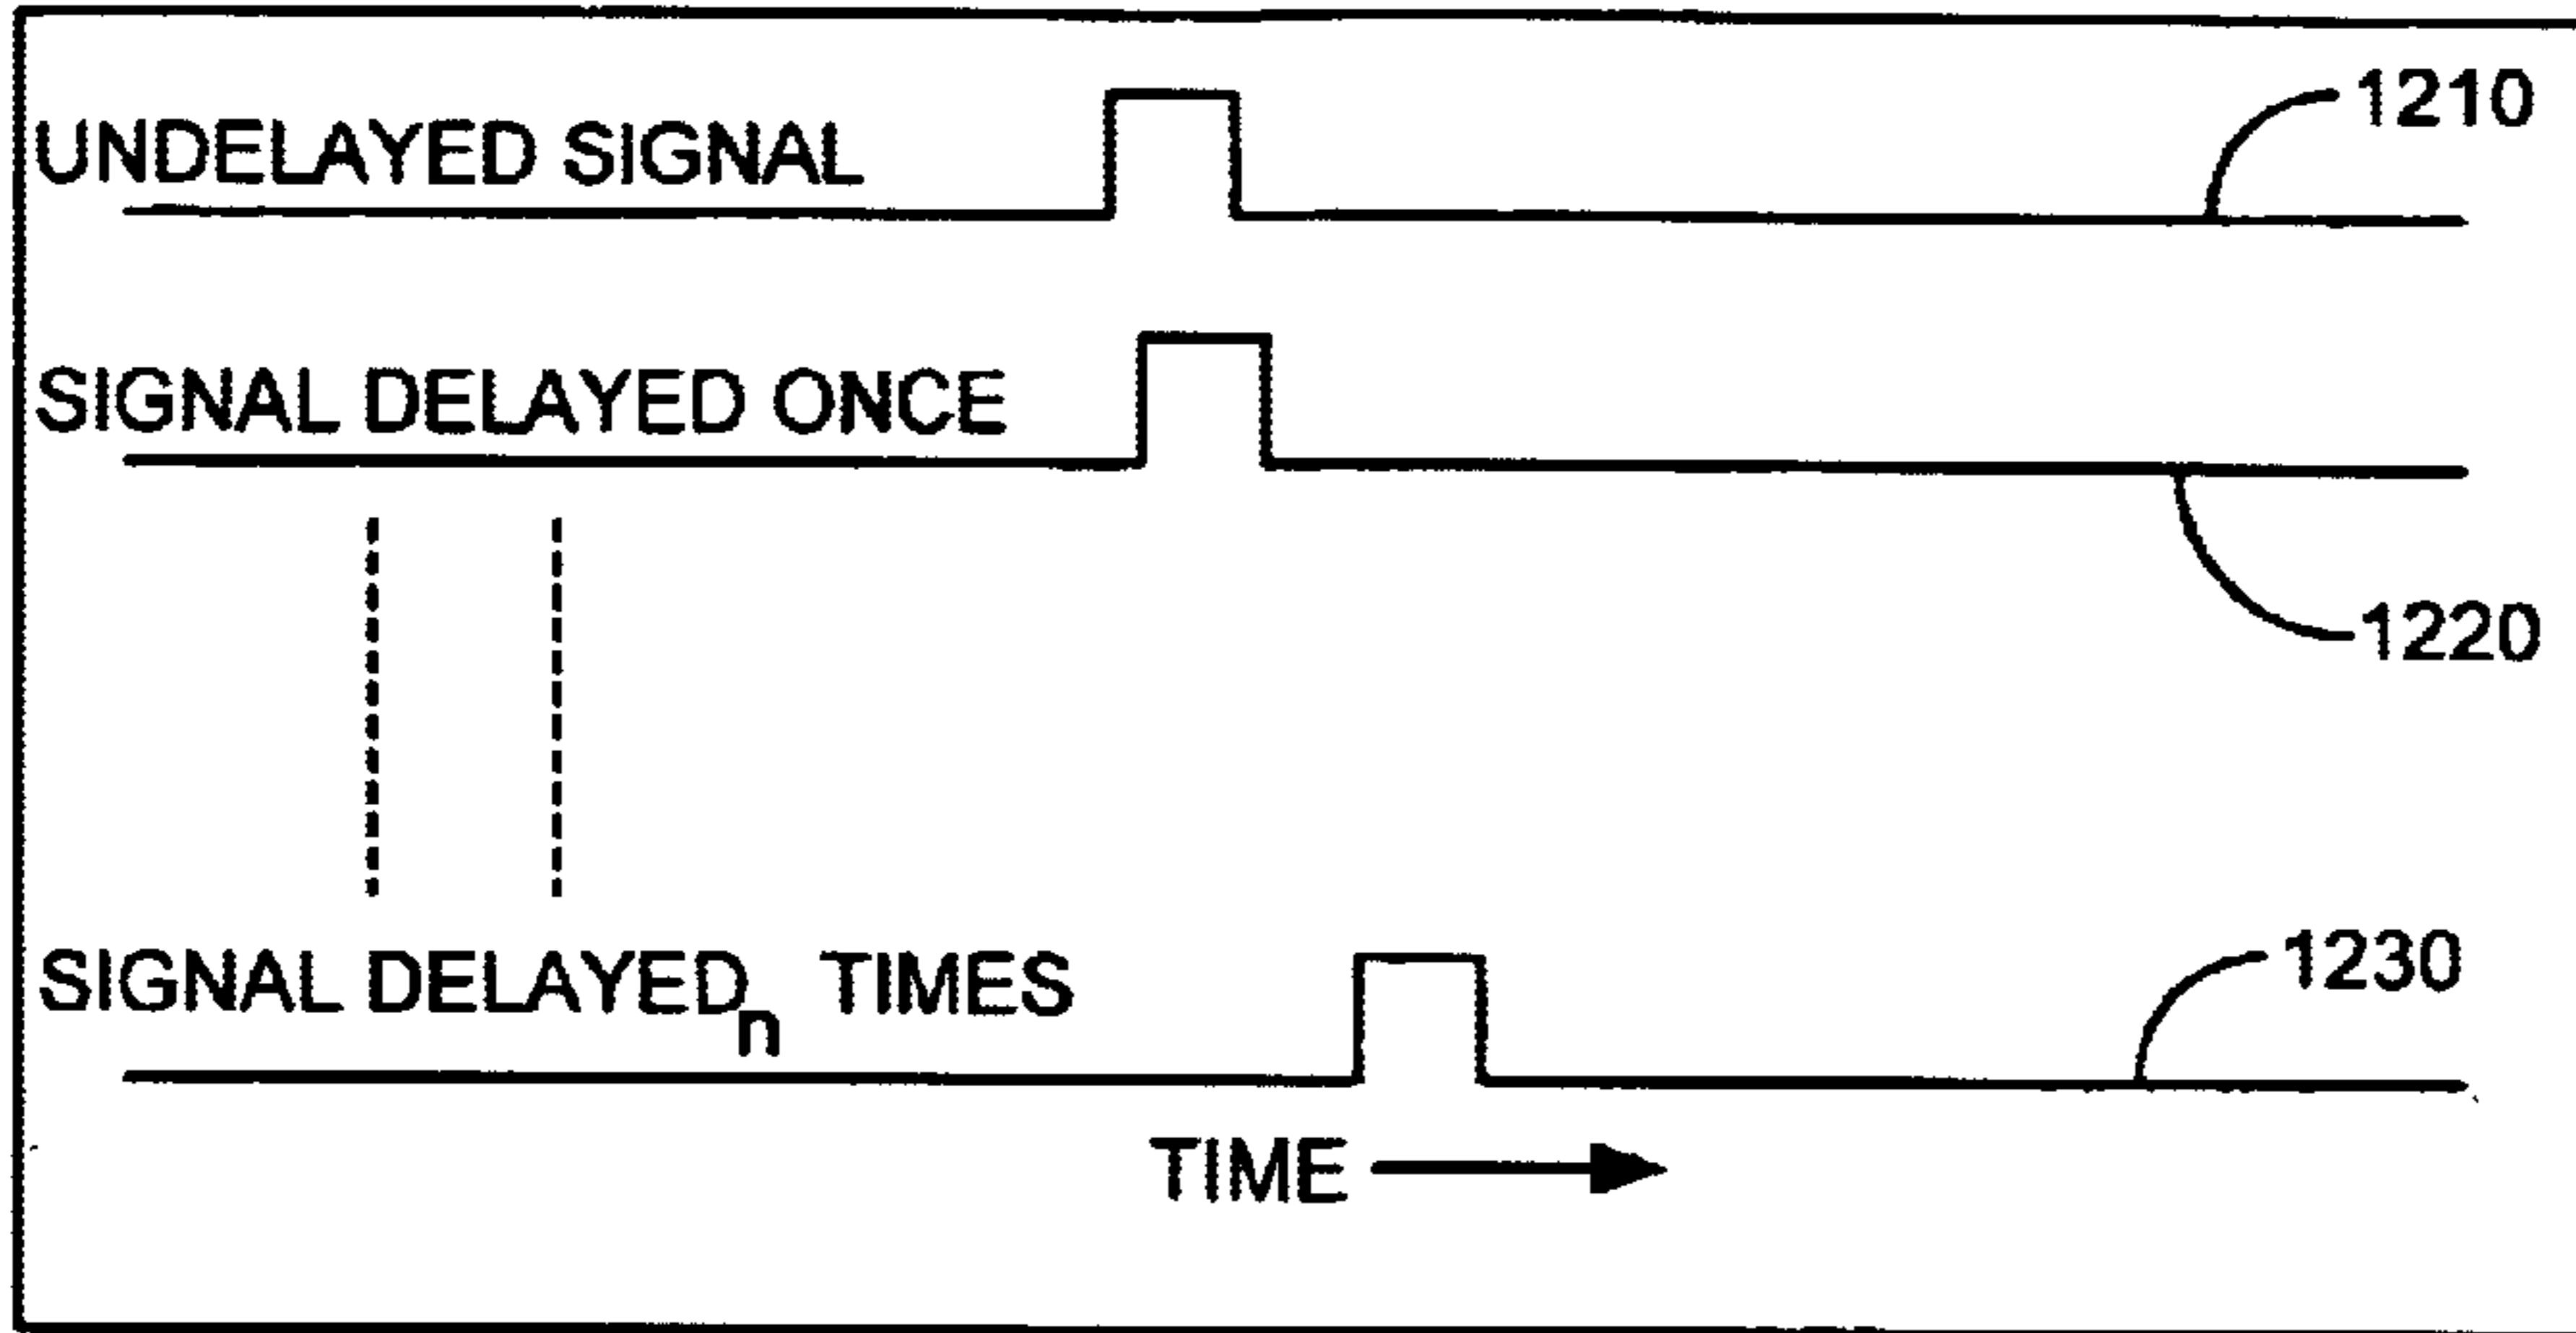 1210
UNDELAYED SIGNAL
SIGNAL DELAYED ONCE
1220
SIGNAL DELAYEDn TIMES
1230
TIME